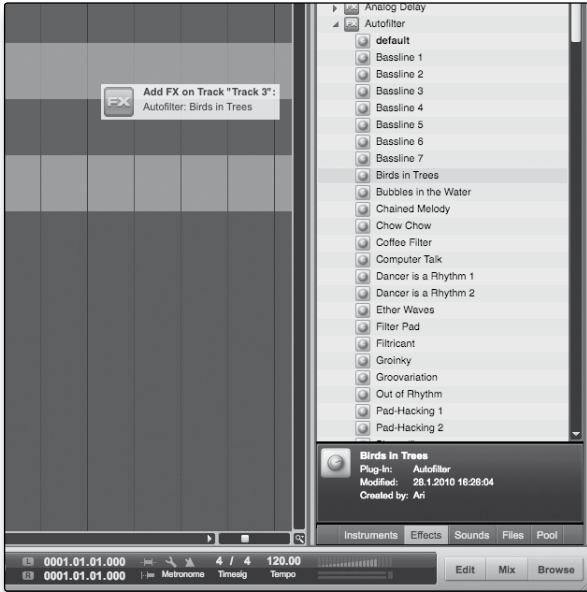 Analog Delay
Autofilter
default
Bassline 1
Bassline 2
Bassline 3
Bassline 4
Bassline 5
Bassline 6
Bassline 7
Birds in Trees
Bubbles in the Water
Chained Melody
Chow Chow
Coffee Filter
Computer Talk
Dancer is a Rhythm 1
Dancer is a Rhythm 2
Ether Waves
Filter Pad
Filtricant
Groinky
Groovariation
Out of Rhythm
Pad-Hacking 1
Pad-Hacking 2
FX
Add FX on Track "Track 3":
Autofilter: Birds in Trees
Birds in Trees
Plug-In: Autofilter
Modified: 28.1.2010 16:26:04
Created by: Ari
Instruments Effects Sounds Files Pool
L 0001.01.01.000 4 / 4 120.00
R 0001.01.01.000 Metronome Timesig Tempo
Edit Mix Browse